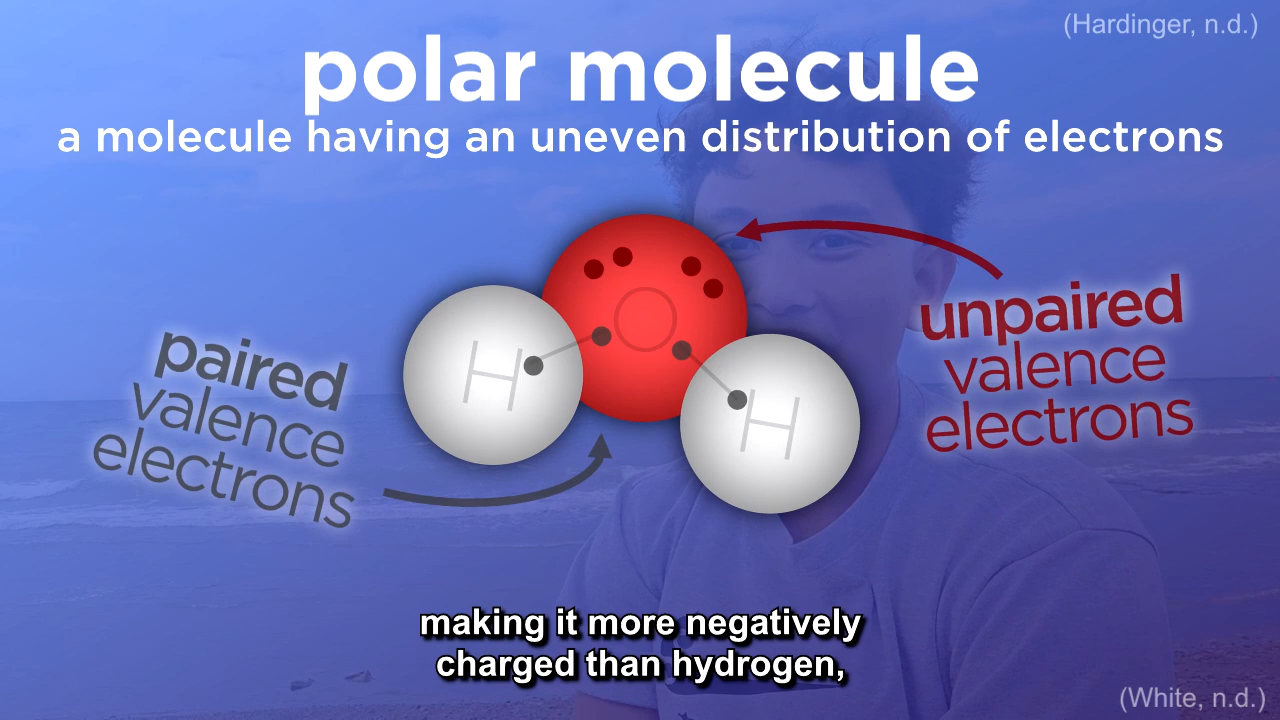 (Hardinger, n.d.)
polar molecule
a molecule having an uneven distribution of electrons
paired
valence
electrons
H
O
H
unpaired
valence
electrons
making it more negatively
charged than hydrogen,
(White, n.d.)